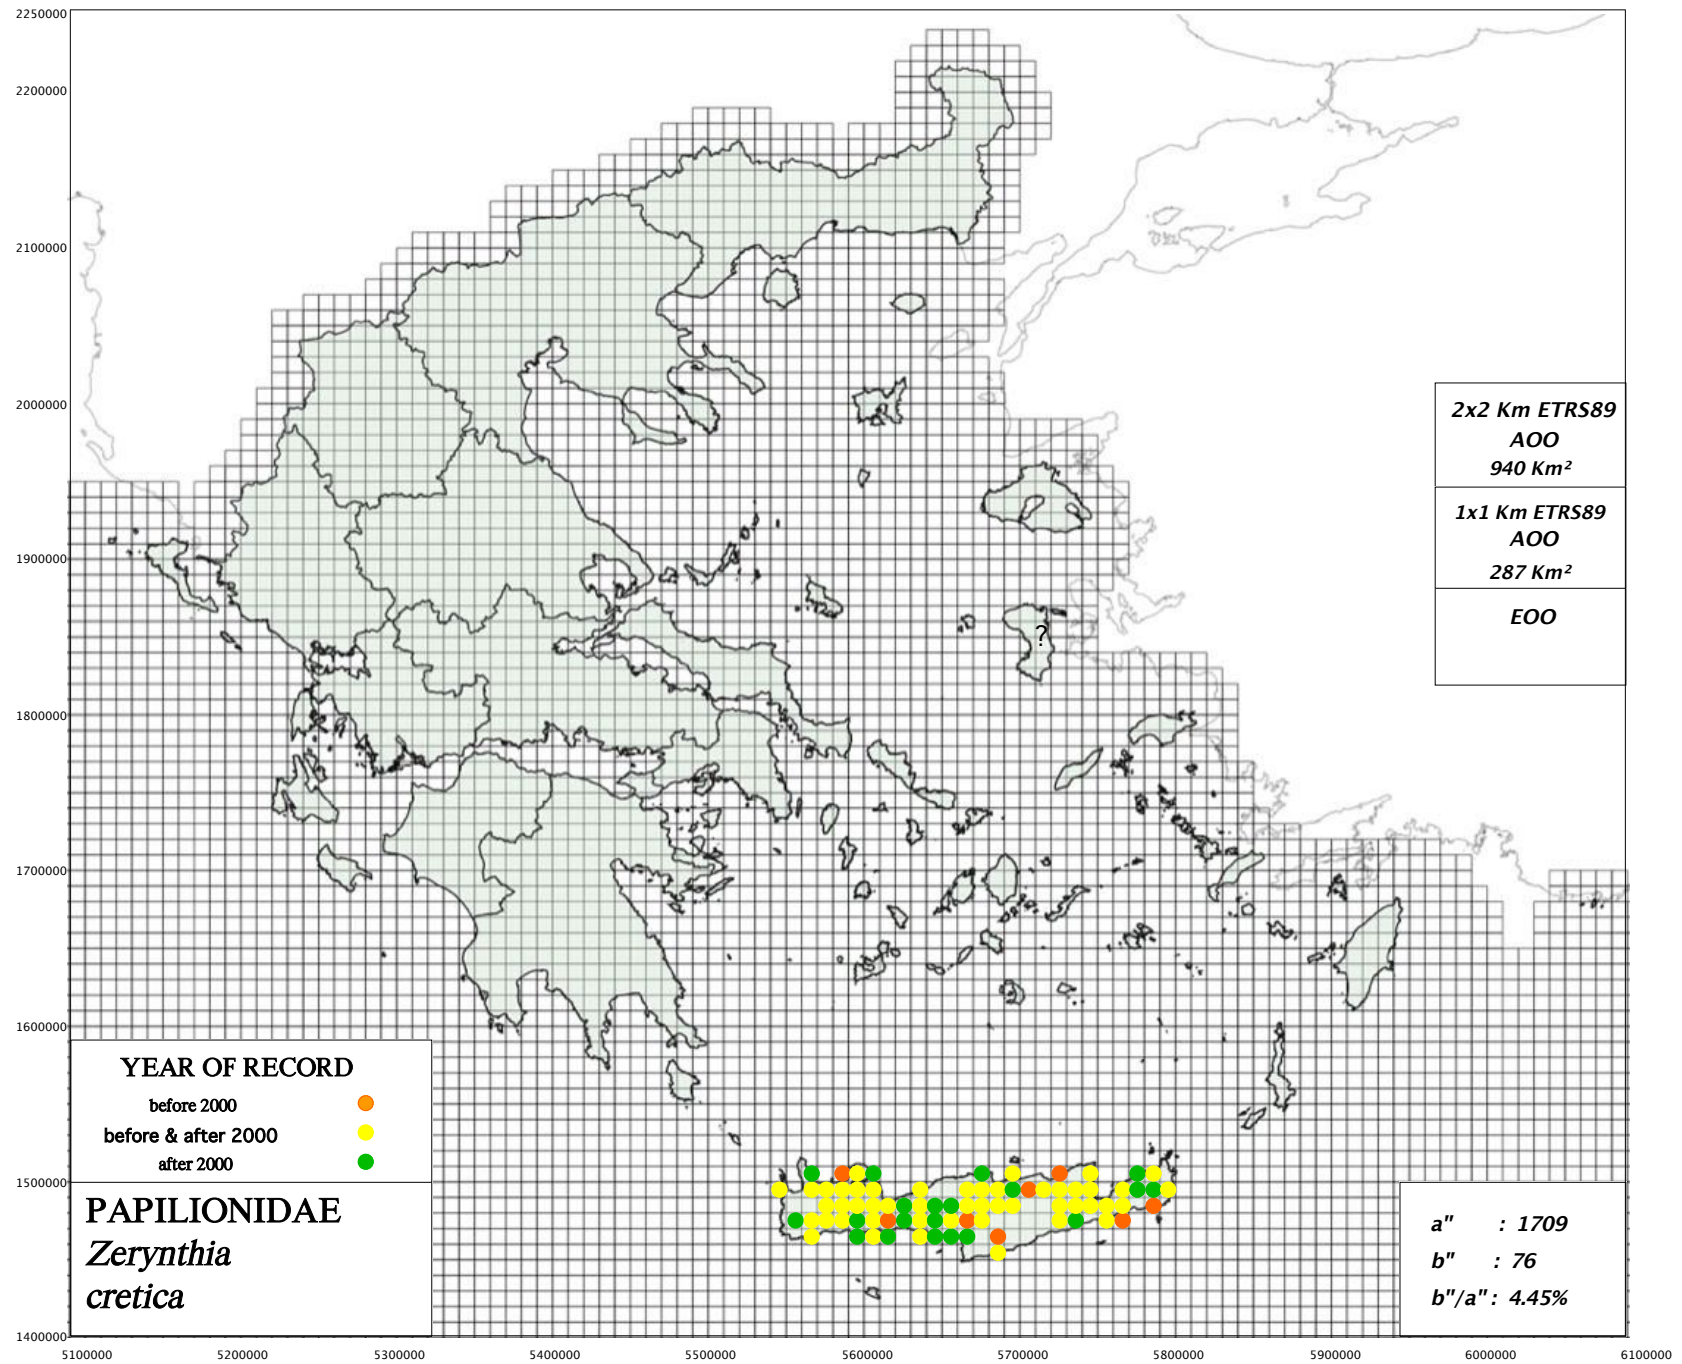 2250000
2200000
2100000
2000000
1900000
1800000
1700000
1600000
1500000
1400000
2x2 Km ETRS89
AOO
940 Km²
1x1 Km ETRS89
AOO
287 Km²
EOO
?
YEAR OF RECORD
before 2000
before & after 2000
after 2000
PAPILIONIDAE
Zerynthia
cretica
a" : 1709
b" : 76
b"/a" : 4.45%
5100000 5200000 5300000 5400000 5500000 5600000 5700000 5800000 5900000 6000000 6100000